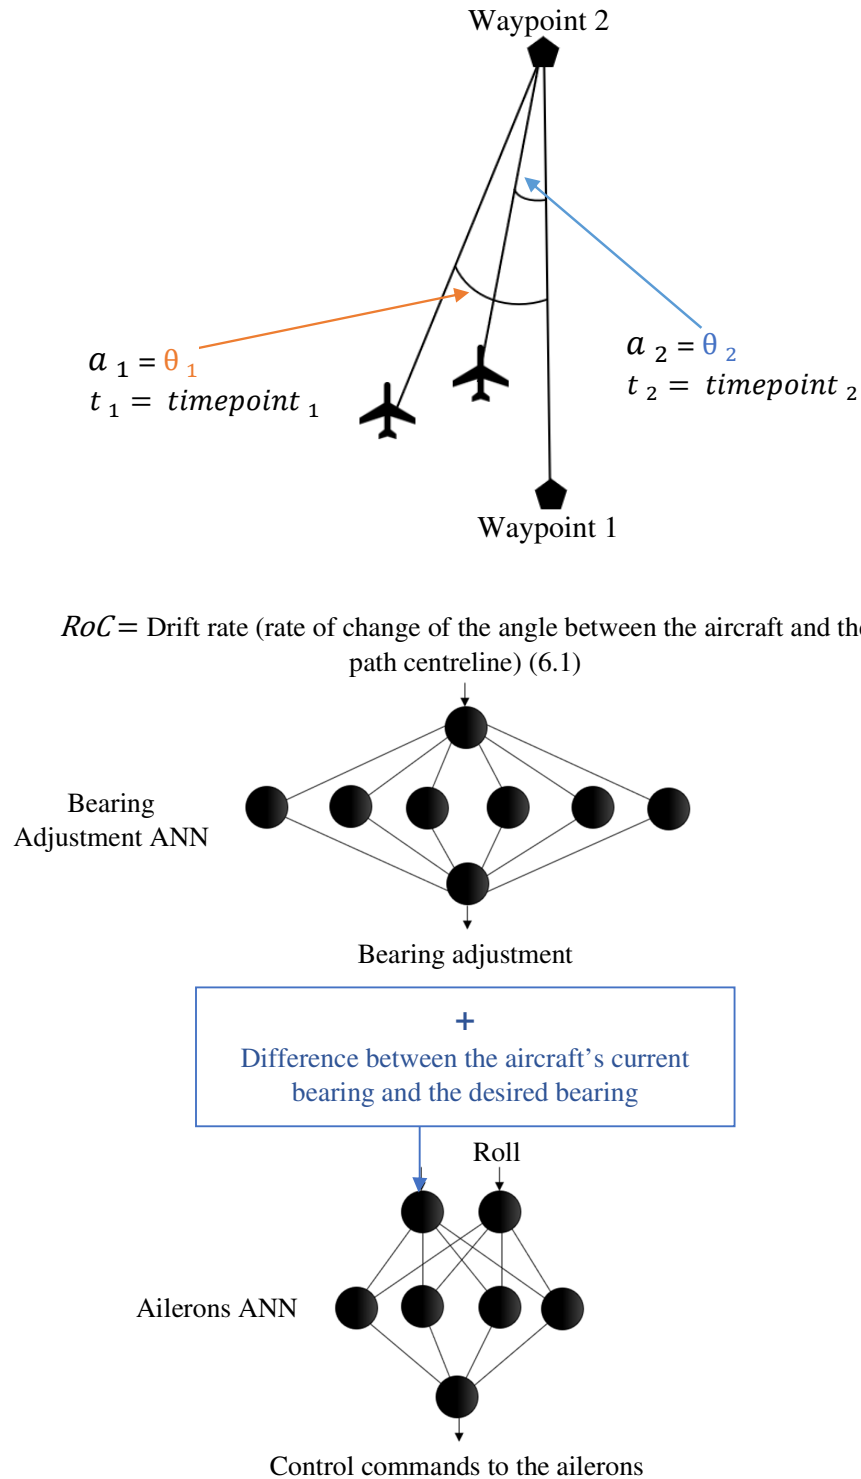 Waypoint 2
a 1 = θ 1
t 1 = timepoint 1
a 2 = θ 2
t 2 = timepoint 2
Waypoint 1
RoC = Drift rate (rate of change of the angle between the aircraft and the
path centreline) (6.1)
Bearing
Adjustment ANN
Bearing adjustment
+
Difference between the aircraft's current
bearing and the desired bearing
Roll
Ailerons ANN
Control commands to the ailerons